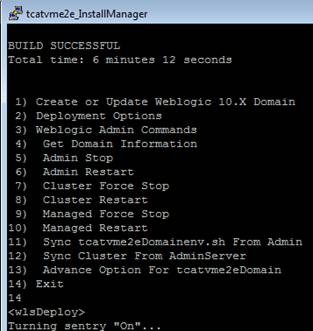 tcatvme2e_InstallManager
BUILD SUCCESSFUL
Total time: 6 minutes 12 seconds
1) Create or Update Weblogic 10.X Domain
2) Deployment Options
3) Weblogic Admin Commands
4) Get Domain Information
5) Admin Stop
6) Admin Restart
7) Cluster Force Stop
8) Cluster Restart
9) Managed Force Stop
10) Managed Restart
11) Sync tcatvme2eDomainenv.sh From Admin
12) Sync Cluster From AdminServer
13) Advance Option For tcatvme2eDomain
14) Exit
14
<wlsDeploy>
Turning sentry "On"...